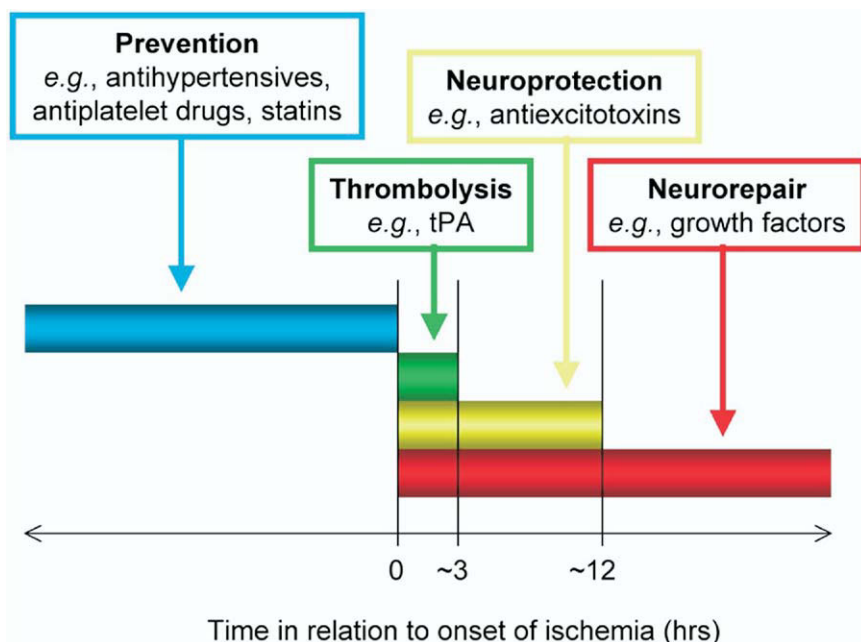 Prevention
e.g., antihypertensives,
antiplatelet drugs, statins
Neuroprotection
e.g., antiexcitotoxins
Thrombolysis
e.g., tPA
Neurorepair
e.g., growth factors
0
~3
~12
Time in relation to onset of ischemia (hrs)